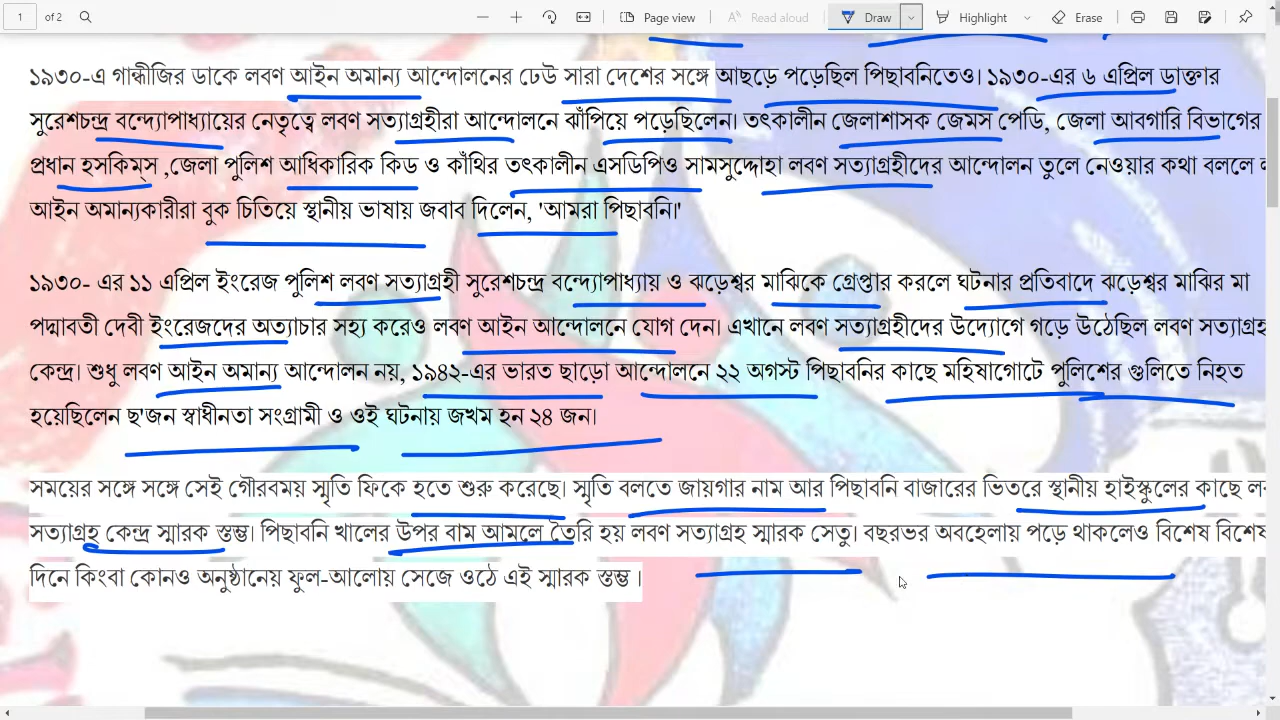 1 of 2 Page view Read aloud Draw Highlight Erase
১৯৩০-এ গান্ধীজির ডাকে লবণ আইন অমান্য আন্দোলনের ঢেউ সারা দেশের সঙ্গে আছড়ে পড়েছিল পিছাবনিতেও। ১৯৩০-এর ৬ এপ্রিল ডাক্তার
সুরেশচন্দ্র বন্দ্যোপাধ্যায়ের নেতৃত্বে লবণ সত্যাগ্রহীরা আন্দোলনে ঝাঁপিয়ে পড়েছিলেন। তৎকালীন জেলাশাসক জেমস পেডি, জেলা আবগারি বিভাগের
প্রধান হসকিম্স ,জেলা পুলিশ আধিকারিক কিড ও কাঁথির তৎকালীন এসডিপিও সামসুদ্দোহা লবণ সত্যাগ্রহীদের আন্দোলন তুলে নেওয়ার কথা বললে
আইন অমান্যকারীরা বুক চিতিয়ে স্থানীয় ভাষায় জবাব দিলেন, 'আমরা পিছাবনি।'
১৯৩০- এর ১১ এপ্রিল ইংরেজ পুলিশ লবণ সত্যাগ্রহী সুরেশচন্দ্র বন্দ্যোপাধ্যায় ও ঝড়েশ্বর মাঝিকে গ্রেপ্তার করলে ঘটনার প্রতিবাদে ঝড়েশ্বর মাঝির মা
পদ্মাবতী দেবী ইংরেজদের অত্যাচার সহ্য করেও লবণ আইন আন্দোলনে যোগ দেন। এখানে লবণ সত্যাগ্রহীদের উদ্যোগে গড়ে উঠেছিল লবণ সত্যাগ্রহ
কেন্দ্র। শুধু লবণ আইন অমান্য আন্দোলন নয়, ১৯৪২-এর ভারত ছাড়ো আন্দোলনে ২২ অগস্ট পিছাবনির কাছে মহিষাগোটে পুলিশের গুলিতে নিহত
হয়েছিলেন ছ'জন স্বাধীনতা সংগ্রামী ও ওই ঘটনায় জখম হন ২৪ জন।
সময়ের সঙ্গে সঙ্গে সেই গৌরবময় স্মৃতি ফিকে হতে শুরু করেছে। স্মৃতি বলতে জায়গার নাম আর পিছাবনি বাজারের ভিতরে স্থানীয় হাইস্কুলের কাছে
সত্যাগ্রহ কেন্দ্র স্মারক স্তম্ভ। পিছাবনি খালের উপর বাম আমলে তৈরি হয় লবণ সত্যাগ্রহ স্মারক সেতু। বছরভর অবহেলায় পড়ে থাকলেও বিশেষ বিশেষ
দিনে কিংবা কোনও অনুষ্ঠানেয় ফুল-আলোয় সেজে ওঠে এই স্মারক স্তম্ভ ।